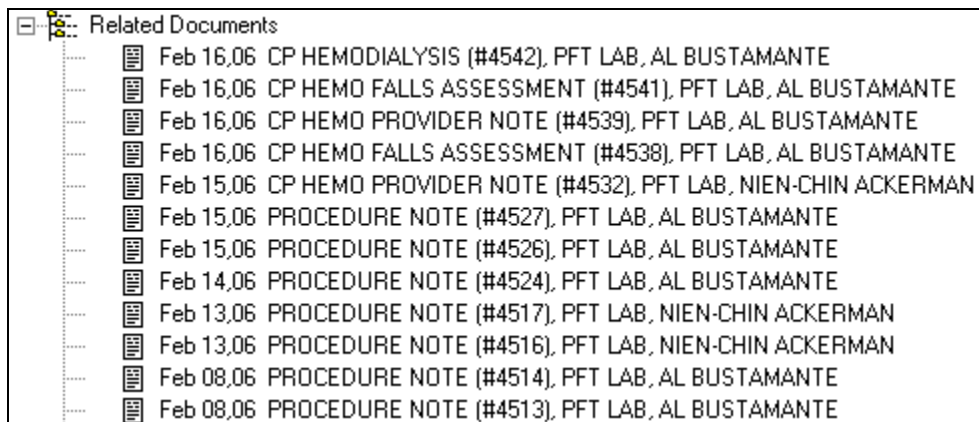 Related Documents
Feb 16,06 CP HEMODIALYSIS (#4542), PFT LAB, AL BUSTAMANTE
Feb 16,06 CP HEMO FALLS ASSESSMENT (#4541), PFT LAB, AL BUSTAMANTE
Feb 16,06 CP HEMO PROVIDER NOTE (#4539), PFT LAB, AL BUSTAMANTE
Feb 16,06 CP HEMO FALLS ASSESSMENT (#4538), PFT LAB, AL BUSTAMANTE
Feb 15,06 CP HEMO PROVIDER NOTE (#4532), PFT LAB, NIEN-CHIN ACKERMAN
Feb 15,06 PROCEDURE NOTE (#4527), PFT LAB, AL BUSTAMANTE
Feb 15,06 PROCEDURE NOTE (#4526), PFT LAB, AL BUSTAMANTE
Feb 14,06 PROCEDURE NOTE (#4524), PFT LAB, AL BUSTAMANTE
Feb 13,06 PROCEDURE NOTE (#4517), PFT LAB, NIEN-CHIN ACKERMAN
Feb 13,06 PROCEDURE NOTE (#4516), PFT LAB, NIEN-CHIN ACKERMAN
Feb 08,06 PROCEDURE NOTE (#4514), PFT LAB, AL BUSTAMANTE
Feb 08,06 PROCEDURE NOTE (#4513), PFT LAB, AL BUSTAMANTE